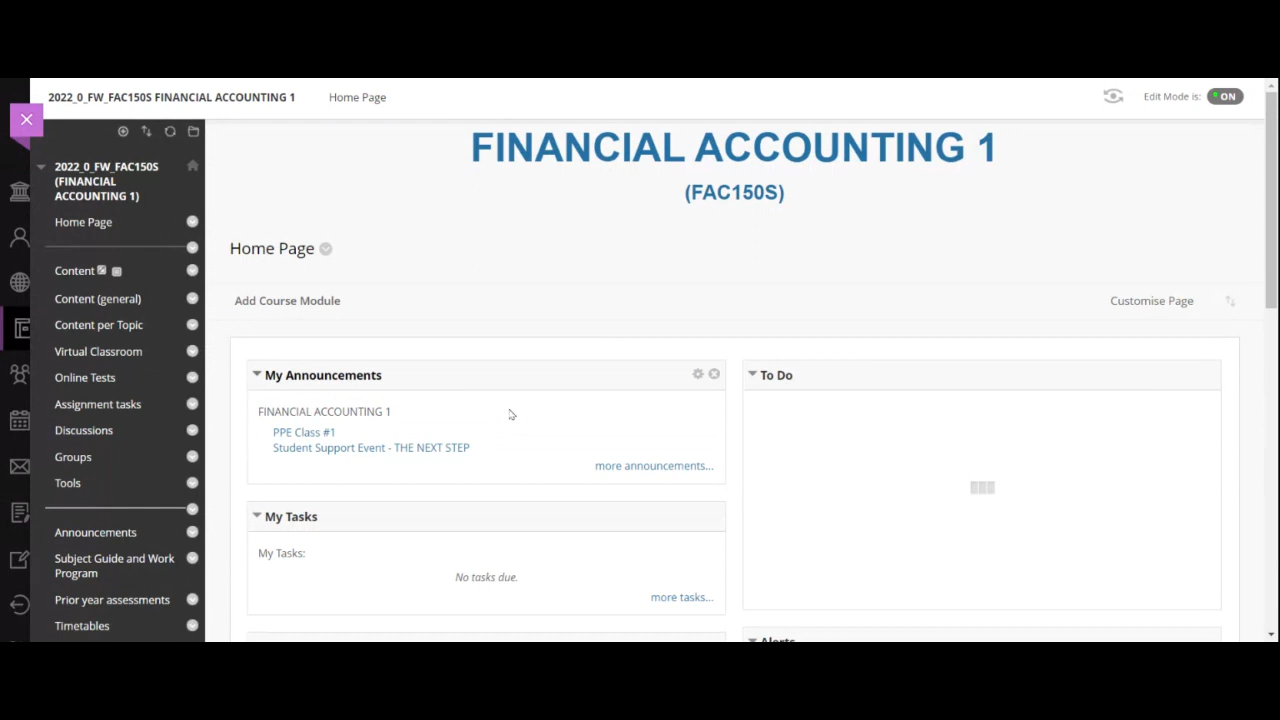 2022_0_FW_FAC150S FINANCIAL ACCOUNTING 1
Home Page
Edit Mode is:
ON
2022_0_FW_FAC150S
(FINANCIAL
ACCOUNTING 1)
Home Page
Content
Content (general)
Content per Topic
Virtual Classroom
Online Tests
Assignment tasks
Discussions
Groups
Tools
Announcements
Subject Guide and Work
Program
Prior year assessments
Timetables
FINANCIAL ACCOUNTING 1
(FAC150S)
Home Page
Add Course Module
Customise Page
My Announcements
FINANCIAL ACCOUNTING 1
PPE Class #1
Student Support Event - THE NEXT STEP
more announcements...
My Tasks
My Tasks:
No tasks due.
more tasks...
To Do
Alerts